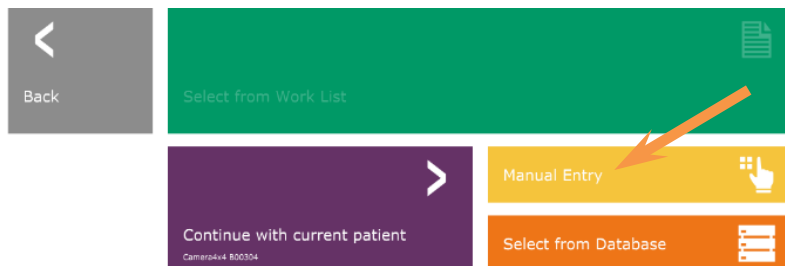 Back
Select from Work List
Manual Entry
Continue with current patient
Camera4x4 B00304
Select from Database